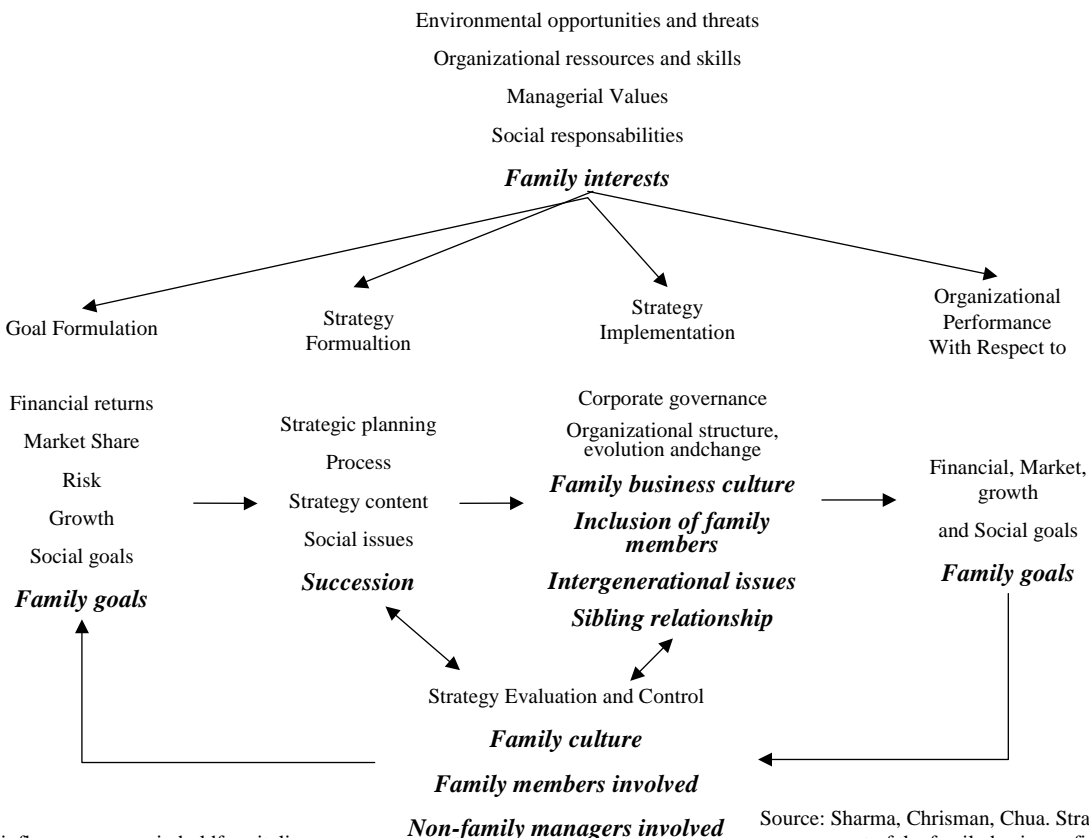 Environmental opportunities and threats
Organizational ressources and skills
Managerial Values
Social responsabilities
Family interests
Goal Formulation
Strategy
Formualtion
Strategy
Implementation
Organizational
Performance
With Respect to
Financial returns
Market Share
Risk
Growth
Social goals
Family goals
Strategic planning
Process
Strategy content
Social issues
Succession
Corporate governance
Organizational structure,
evolution andchange
Family business culture
Inclusion of family
members
Intergenerational issues
Sibling relationship
Financial, Market,
growth
and Social goals
Family goals
Strategy Evaluation and Control
Family culture
Family members involved
Non-family managers involved
Source: Sharma, Chrisman, Chua.